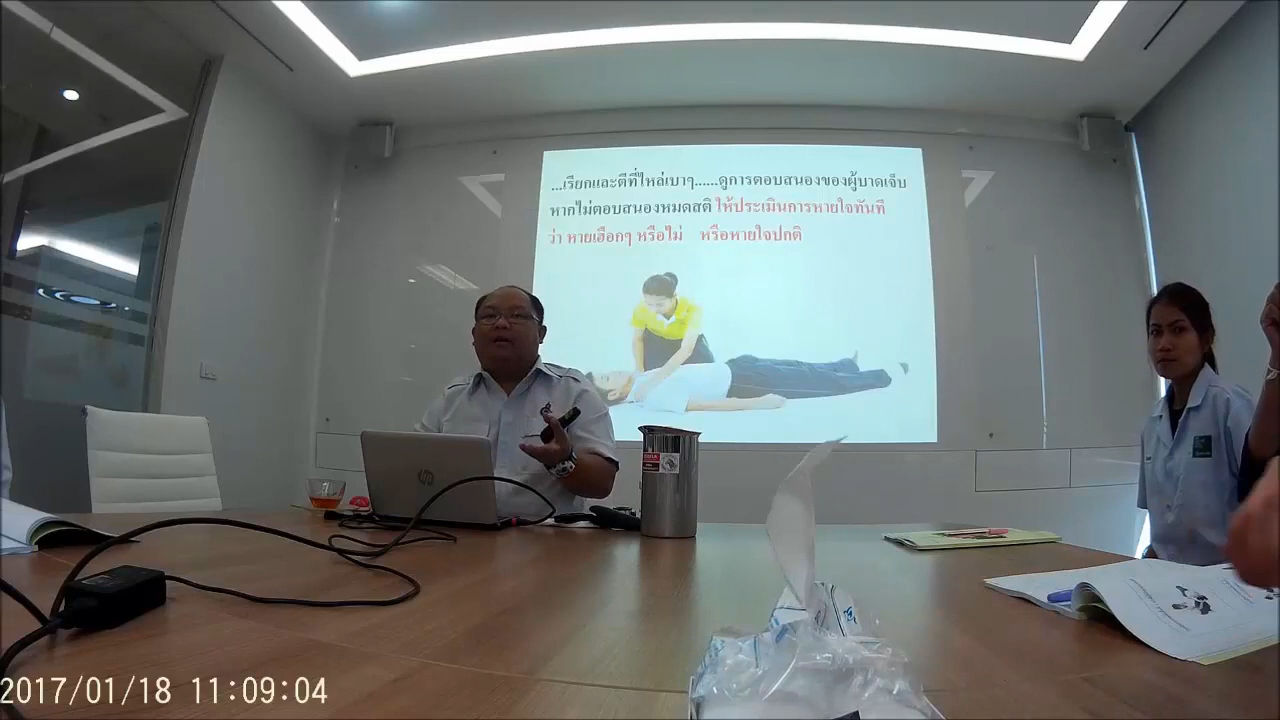 ...เรียกและตีที่ไหล่เบาๆ......ดูการตอบสนองของผู้บาดเจ็บ
หากไม่ตอบสนองหมดสติ ให้ประเมินการหายใจทันที
ว่า หายเฮือกๆ หรือไม่ หรือหายใจปกติ
hp
2017/01/18 11:09:04